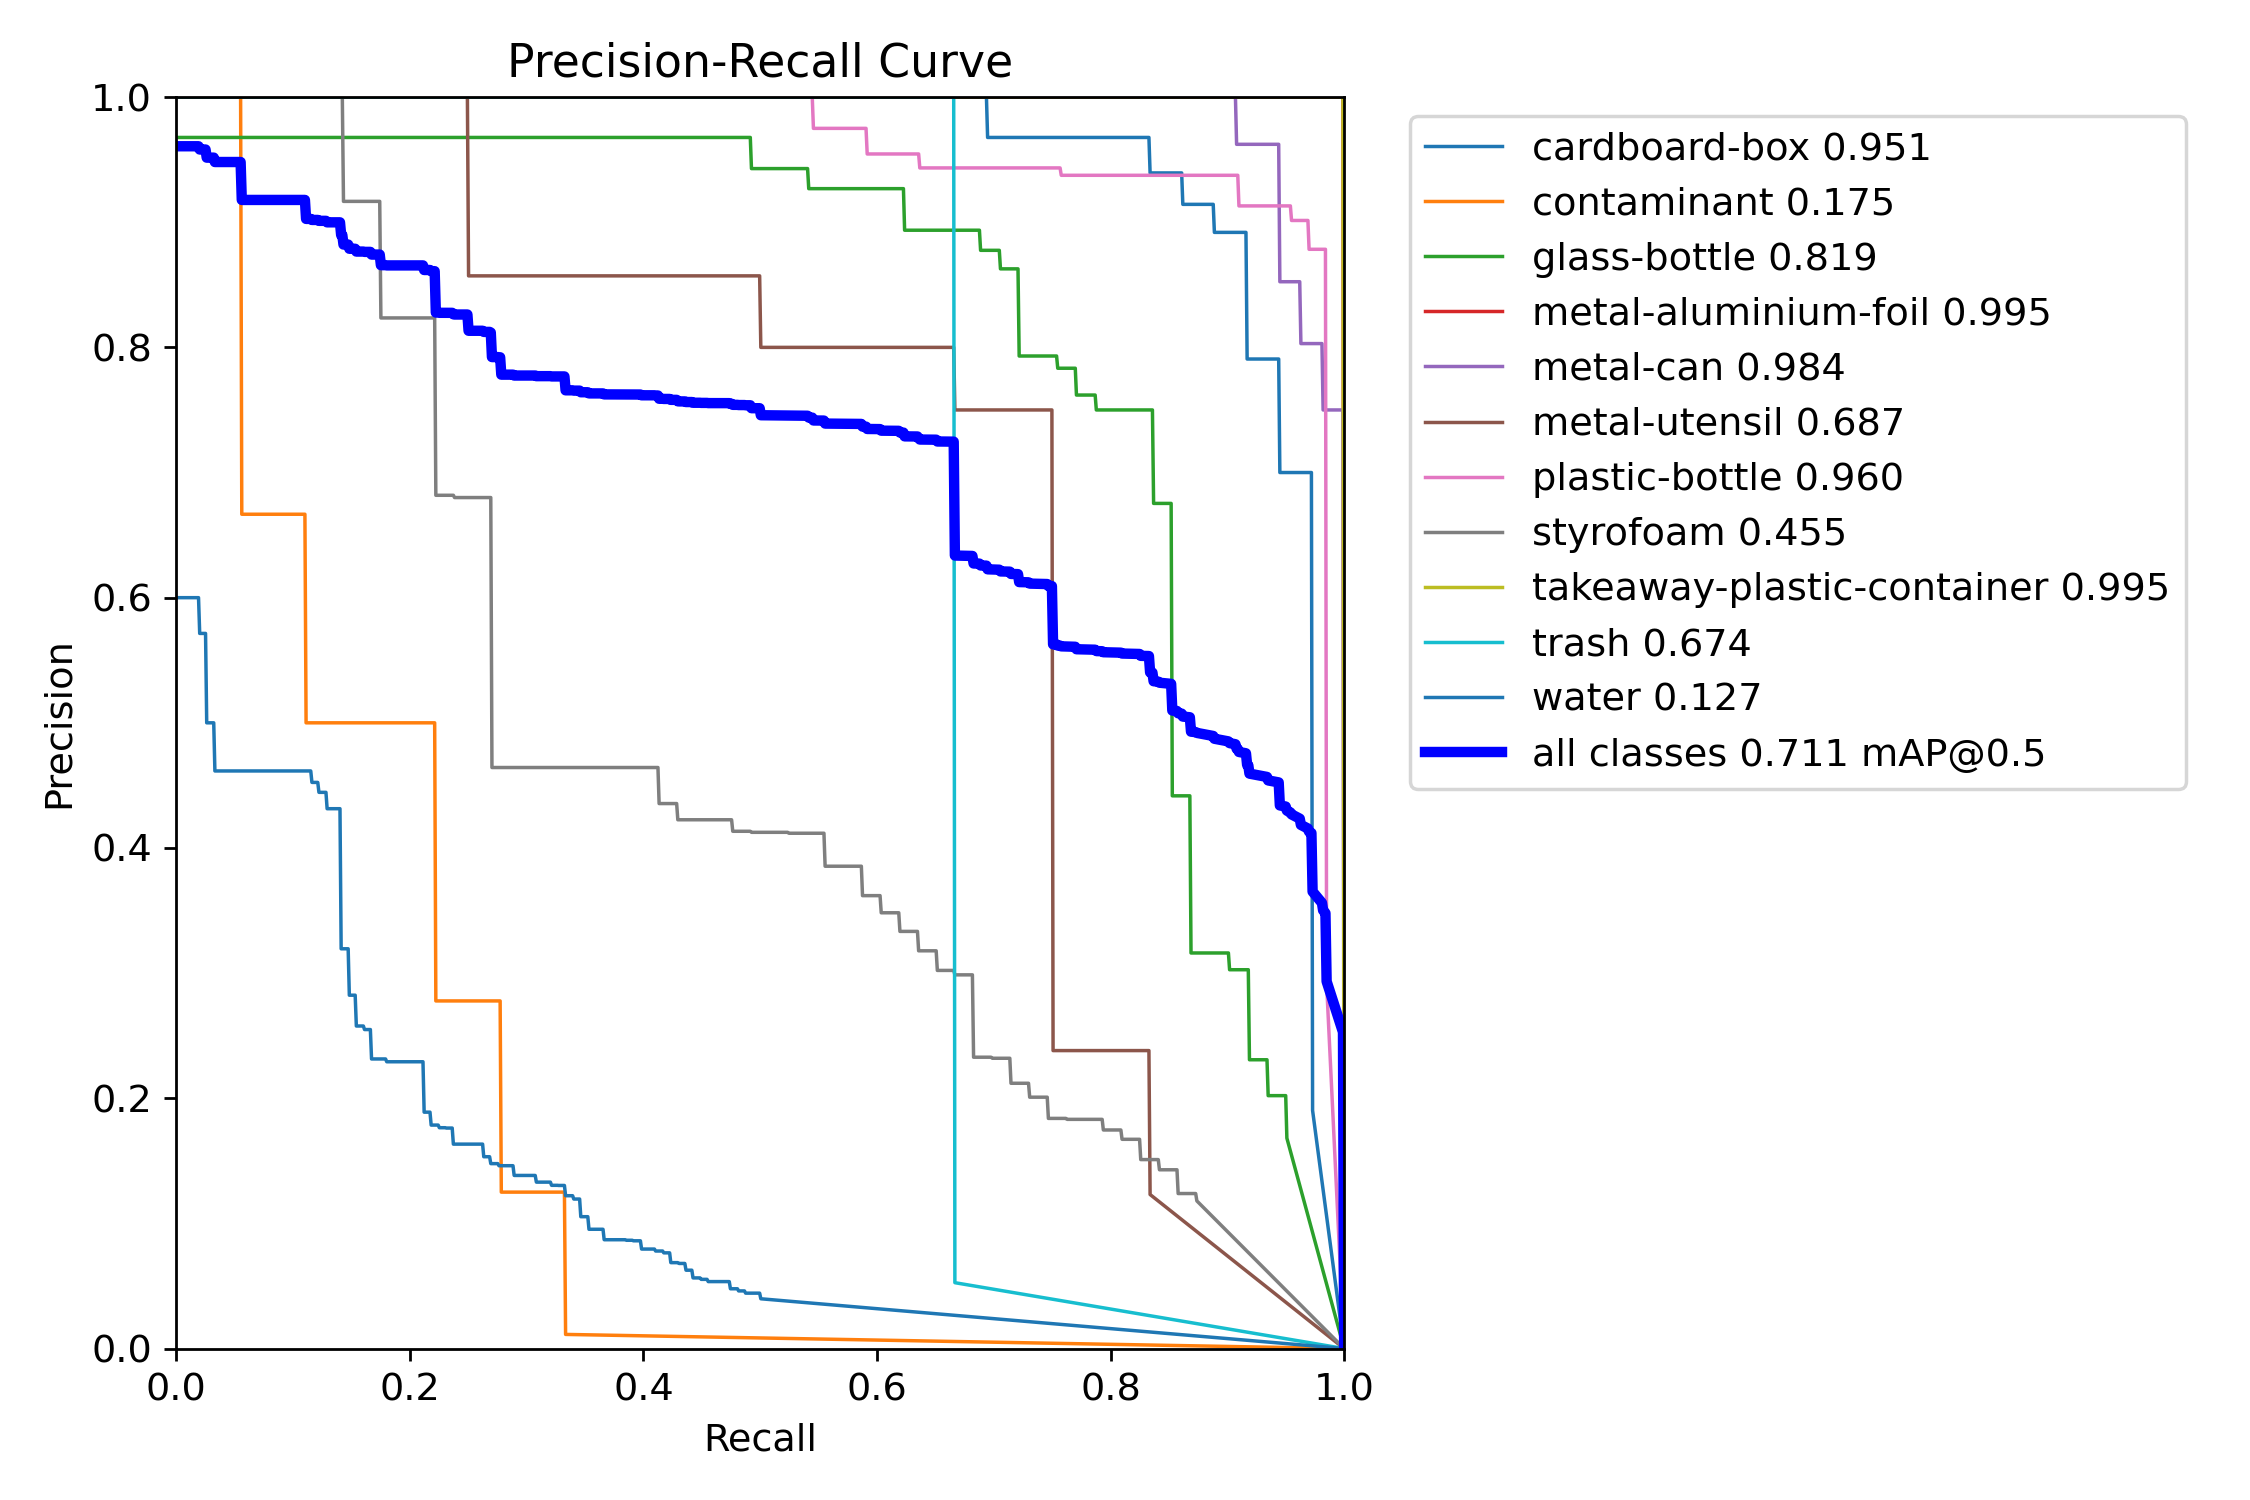 Precision-Recall Curve
1.0
0.8
0.6
0.4
0.2
0.0
Precision
0.0 0.2 0.4 0.6 0.8 1.0
Recall
cardboard-box 0.951
contaminant 0.175
glass-bottle 0.819
metal-aluminium-foil 0.995
metal-can 0.984
metal-utensil 0.687
plastic-bottle 0.960
styrofoam 0.455
takeaway-plastic-container 0.995
trash 0.674
water 0.127
all classes 0.711 mAP@0.5